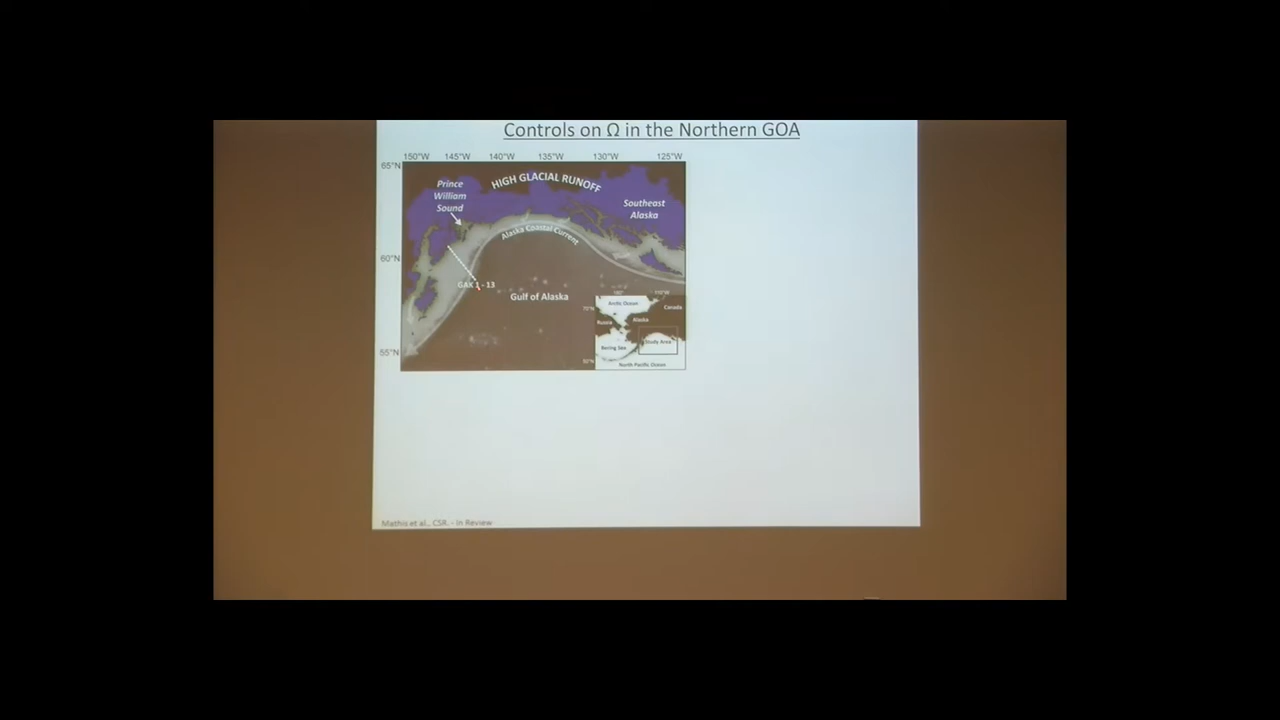 Controls on Ω in the Northern GOA
150°W 145°W 140°W 135°W 130°W 125°W
65°N
60°N
55°N
Prince
William
Sound
HIGH GLACIAL RUNOFF
Southeast
Alaska
Alaska Coastal Current
GAK 1 - 13
Gulf of Alaska
Arctic Ocean
Canada
Russia
Alaska
Bering Sea
Study Area
North Pacific Ocean
Mathis et al., CSR. - In Review